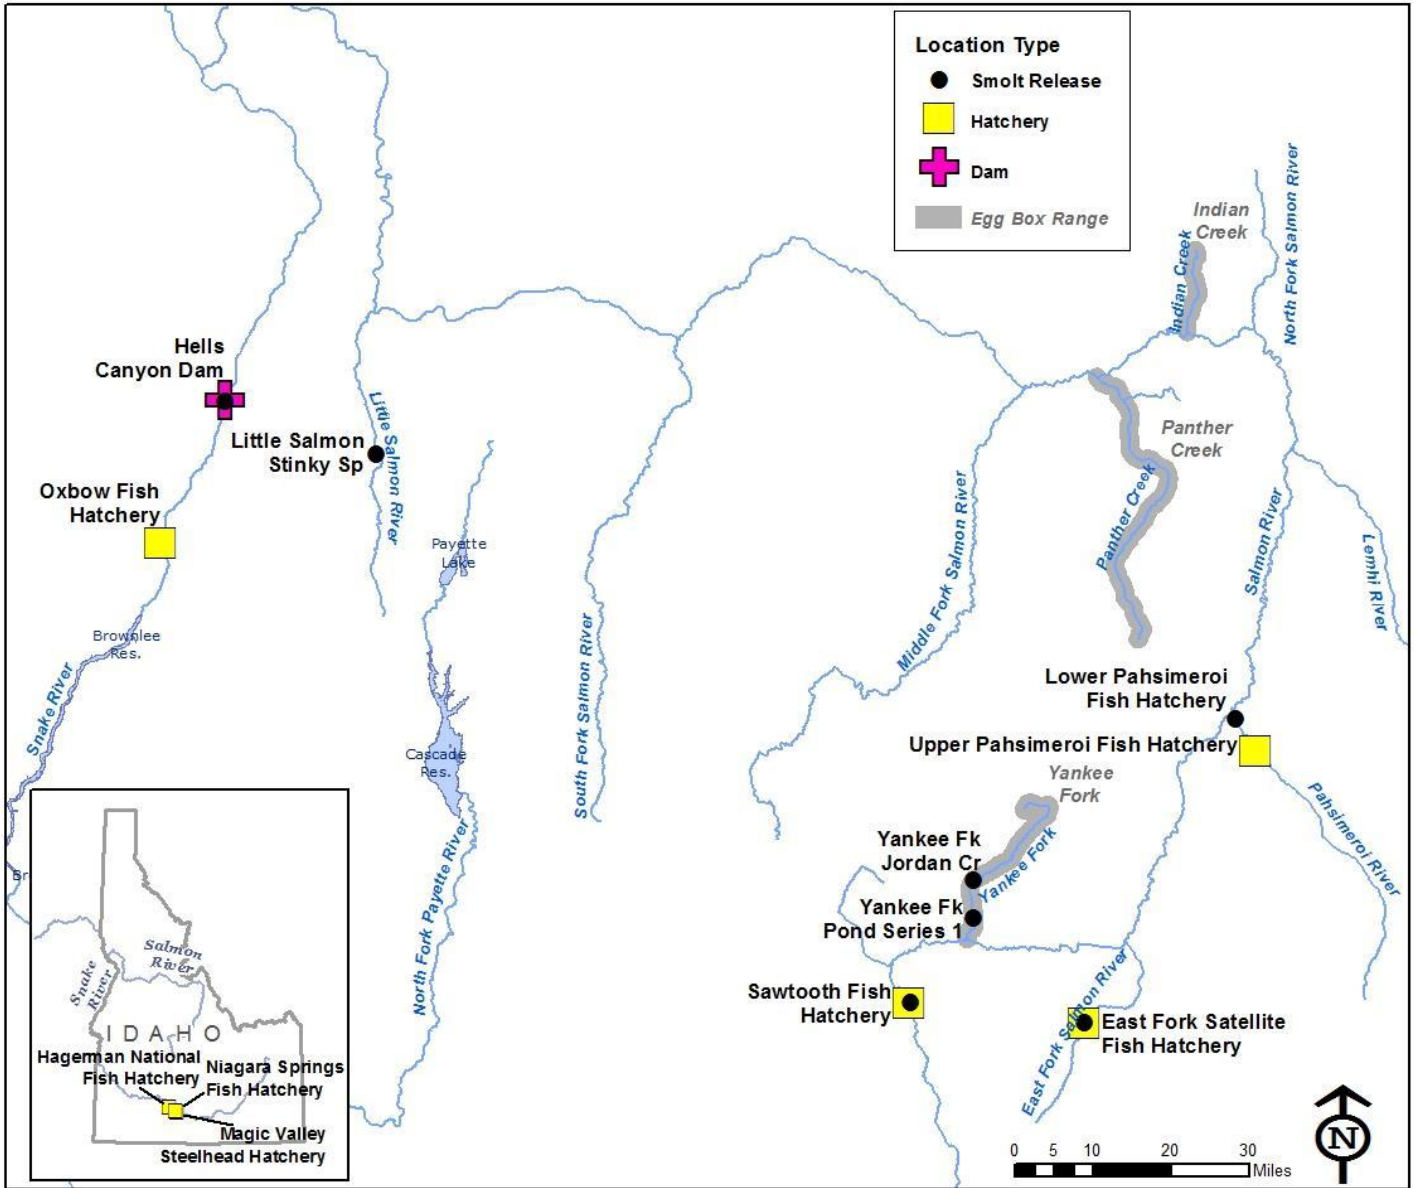 Location Type
Smolt Release
Hatchery
Dam
Egg Box Range
Indian
Creek
Indian Creek
North Fork Salmon River
Hells
Canyon Dam
Little Salmon
Stinky Sp
Little Salmon River
Panther
Creek
Panther Creek
Oxbow Fish
Hatchery
Payette
Lake
Middle Fork Salmon River
Salmon River
Lemhi River
Brownlee
Res.
Snake River
South Fork Salmon River
Lower Pahsimeroi
Fish Hatchery
Upper Pahsimeroi Fish Hatchery
Cascade
Res.
Yankee
Fork
Pahsimeroi River
Yankee Fk
Jordan Cr
Yankee Fork
Yankee Fk
Pond Series 1
North Fork Payette River
Br
Sawtooth Fish
Hatchery
East Fork Salmon River
East Fork Satellite
Fish Hatchery
Salmon
River
Snake
River
IDAHO
Hagerman National
Fish Hatchery
Niagara Springs
Fish Hatchery
Magic Valley
Steelhead Hatchery
N
0 5 10 20 30
Miles